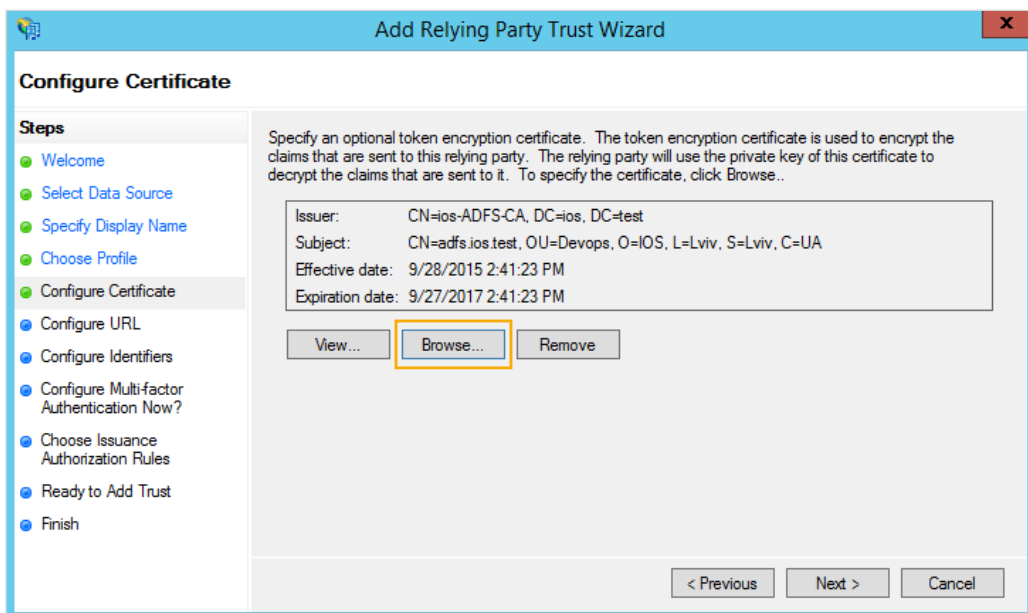 Add Relying Party Trust Wizard
x
Configure Certificate
Steps
Welcome
Select Data Source
Specify Display Name
Choose Profile
Configure Certificate
Configure URL
Configure Identifiers
Configure Multi-factor
Authentication Now?
Choose Issuance
Authorization Rules
Ready to Add Trust
Finish
Specify an optional token encryption certificate. The token encryption certificate is used to encrypt the
claims that are sent to this relying party. The relying party will use the private key of this certificate to
decrypt the claims that are sent to it. To specify the certificate, click Browse..
Issuer: CN=ios-ADFS-CA, DC=ios, DC=test
Subject: CN=adfs.ios.test, OU=Devops, O=IOS, L=Lviv, S=Lviv, C=UA
Effective date: 9/28/2015 2:41:23 PM
Expiration date: 9/27/2017 2:41:23 PM
View... Browse... Remove
< Previous Next > Cancel